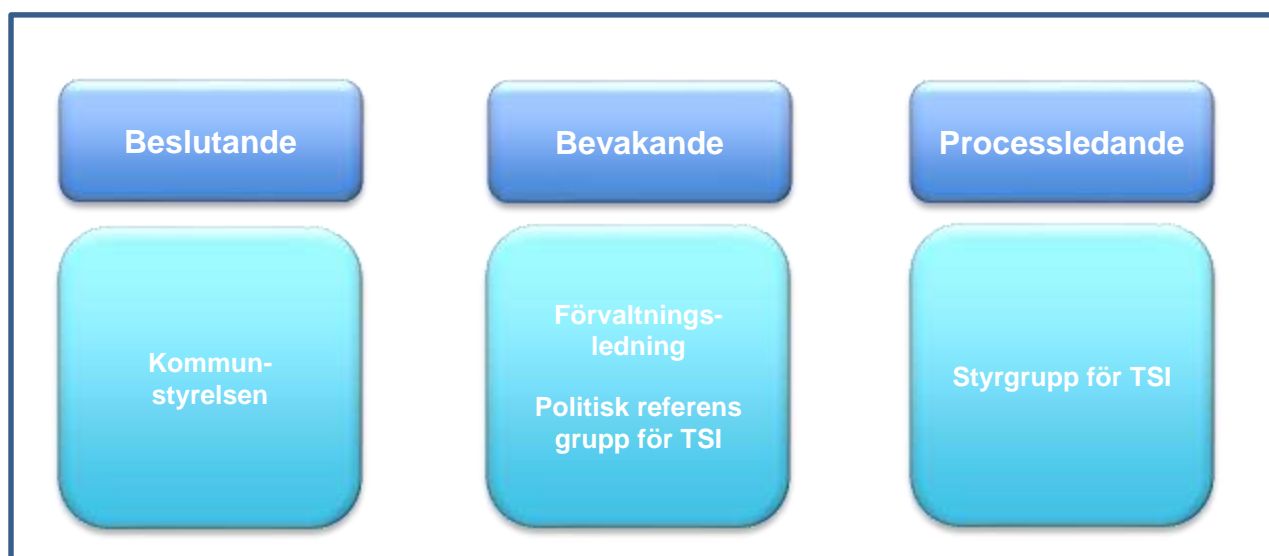 Beslutande
Bevakande
Processledande
Kommun-
styrelsen
Förvaltnings-
ledning
Politisk referens
grupp för TSI
Styrgrupp för TSI